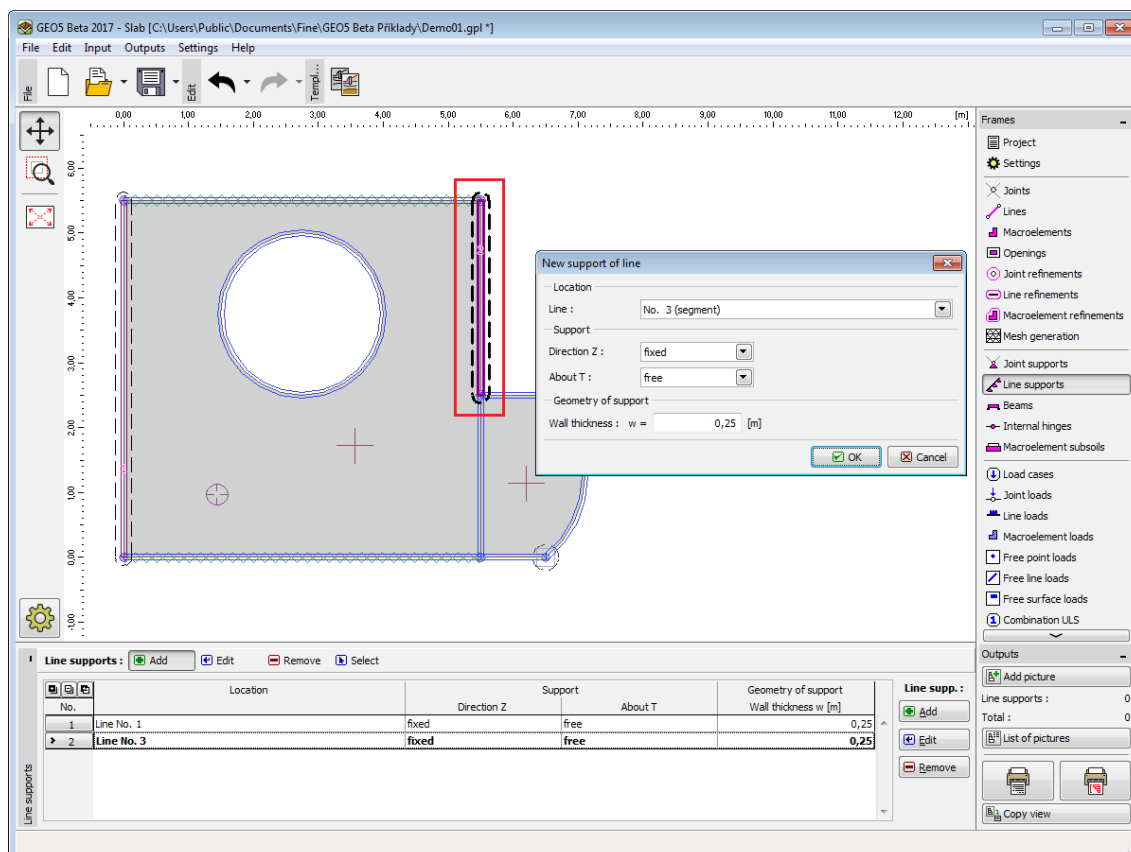 GEO5 Beta 2017 - Slab [C:\Users\Public\Documents\Fine\GEO5 Beta Příklady\Demo01.gpl *]
File Edit Input Outputs Settings Help
File
Edit
Templ...
0,00 1,00 2,00 3,00 4,00 5,00 6,00 7,00 8,00 9,00 10,00 11,00 12,00 [m]
6,00
5,00
4,00
3,00
2,00
1,00
0,00
-1,00
New support of line
Location
Line : No. 3 (segment)
Support
Direction Z : fixed
About T : free
Geometry of support
Wall thickness : w = 0,25 [m]
OK Cancel
Frames
Project
Settings
Joints
Lines
Macroelements
Openings
Joint refinements
Line refinements
Macroelement refinements
Mesh generation
Joint supports
Line supports
Beams
Internal hinges
Macroelement subsoils
Load cases
Joint loads
Line loads
Macroelement loads
Free point loads
Free line loads
Free surface loads
Combination ULS
Outputs
Add picture
Line supports : 0
Total : 0
List of pictures
Copy view
Line supports
Line supports : Add Edit Remove Select
No. Location Support Geometry of support
Direction Z About T Wall thickness w [m]
1 Line No. 1 fixed free 0,25
> 2 Line No. 3 fixed free 0,25
Line supp. :
Add
Edit
Remove